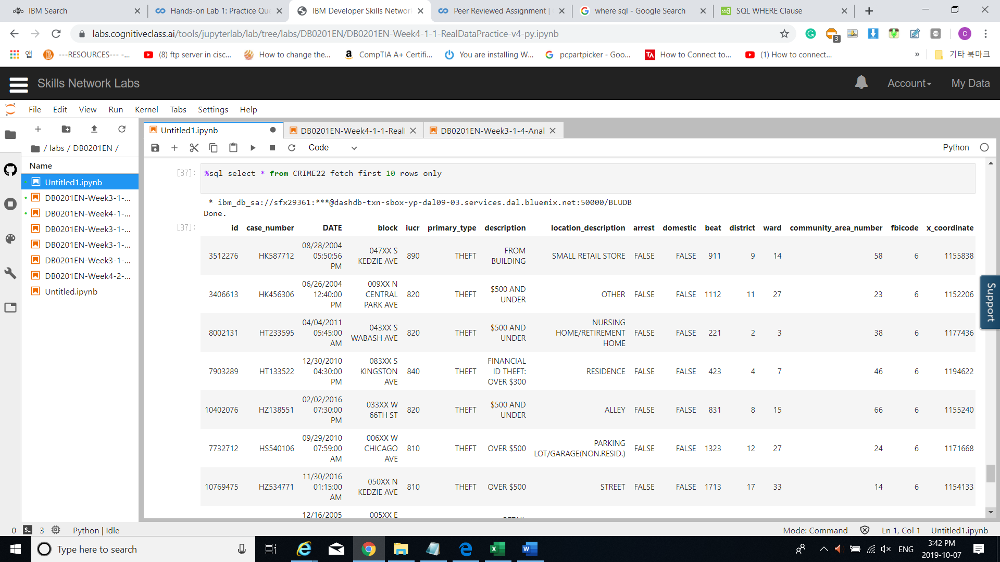 IBM Search
Hands-on Lab 1: Practice Que
IBM Developer Skills Network
Peer Reviewed Assignment |
where sql - Google Search
SQL WHERE Clause
labs.cognitiveclass.ai/tools/jupyterlab/lab/tree/labs/DB0201EN/DB0201EN-Week4-1-1-RealDataPractice-v4-py.ipynb
3
C
앱
---RESOURCES--- -...
(8) ftp server in cisc...
How to change the...
CompTIA A+ Certifi...
You are installing W...
pcpartpicker - Goo...
How to Connect to...
(1) How to connect...
»
기타 북마크
Skills Network Labs
Account
My Data
File Edit View Run Kernel Tabs Settings Help
/ labs / DB0201EN /
Name
Untitled1.ipynb
DB0201EN-Week3-1-...
DB0201EN-Week4-1-...
DB0201EN-Week3-1-...
DB0201EN-Week3-1-...
DB0201EN-Week3-1-...
DB0201EN-Week4-2-...
Untitled.ipynb
Untitled1.ipynb
DB0201EN-Week4-1-1-Reall
DB0201EN-Week3-1-4-Anal
Code
Python
[37]: %sql select * from CRIME22 fetch first 10 rows only
* ibm_db_sa://sfx29361:***@dashdb-txn-sbox-yp-dal09-03.services.dal.bluemix.net:50000/BLUDB
Done.
[37]: id case_number DATE block iucr primary_type description location_description arrest domestic beat district ward community_area_number fbicode x_coordinate
3512276 HK587712 08/28/2004 05:50:56 PM 047XX S KEDZIE AVE 890 THEFT FROM BUILDING SMALL RETAIL STORE FALSE FALSE 911 9 14 58 6 1155838
3406613 HK456306 06/26/2004 12:40:00 PM 009XX N CENTRAL PARK AVE 820 THEFT $500 AND UNDER OTHER FALSE FALSE 1112 11 27 23 6 1152206
8002131 HT233595 04/04/2011 05:45:00 AM 043XX S WABASH AVE 820 THEFT $500 AND UNDER NURSING HOME/RETIREMENT HOME FALSE FALSE 221 2 3 38 6 1177436
7903289 HT133522 12/30/2010 04:30:00 PM 083XX S KINGSTON AVE 840 THEFT FINANCIAL ID THEFT: OVER $300 RESIDENCE FALSE FALSE 423 4 7 46 6 1194622
10402076 HZ138551 02/02/2016 07:30:00 PM 033XX W 66TH ST 820 THEFT $500 AND UNDER ALLEY FALSE FALSE 831 8 15 66 6 1155240
7732712 HS540106 09/29/2010 07:59:00 AM 006XX W CHICAGO AVE 810 THEFT OVER $500 PARKING LOT/GARAGE(NON.RESID.) FALSE FALSE 1323 12 27 24 6 1171668
10769475 HZ534771 11/30/2016 01:15:00 AM 050XX N KEDZIE AVE 810 THEFT OVER $500 STREET FALSE FALSE 1713 17 33 14 6 1154133
12/16/2005 005XX E
Support
0 3 Python | Idle
Mode: Command
Ln 1, Col 1
Untitled1.ipynb
Type here to search
ENG
3:42 PM
2019-10-07